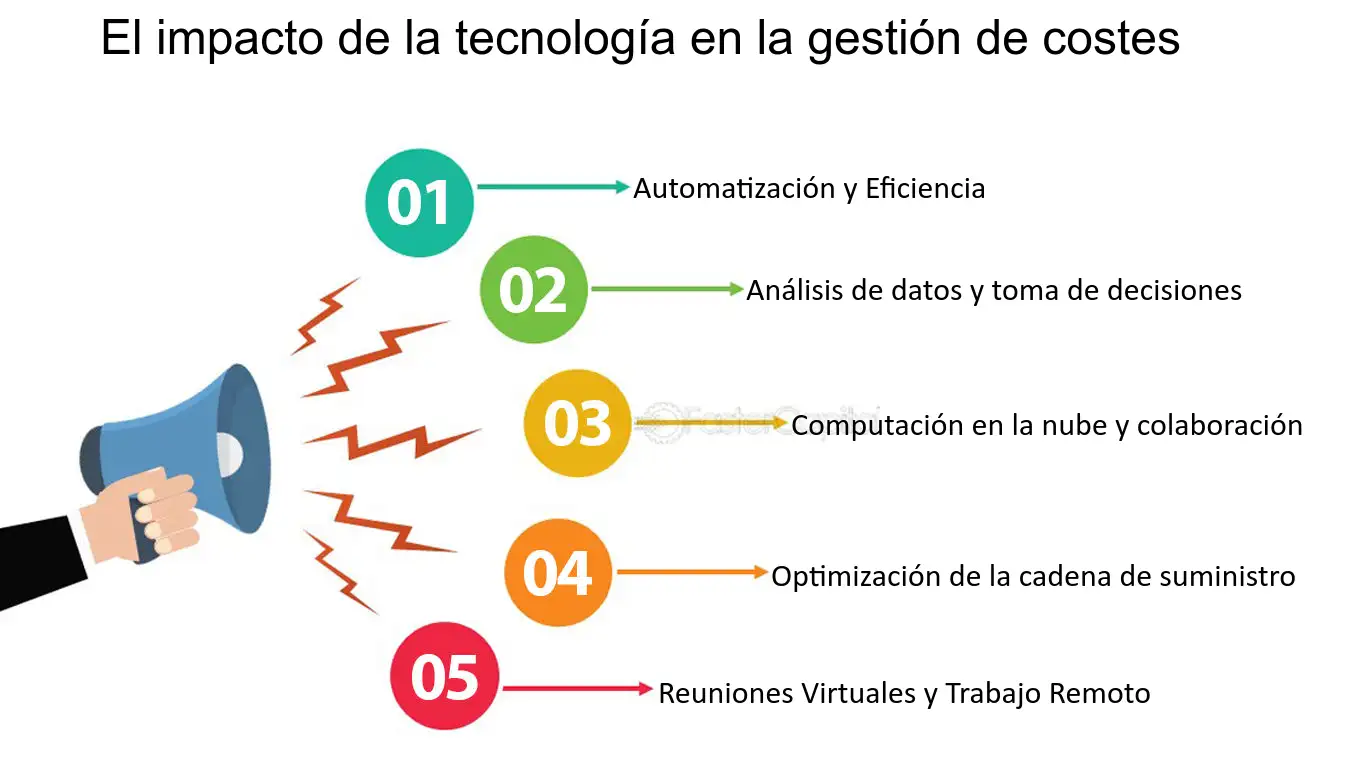 El impacto de la tecnología en la gestión de costes
01
Automatización y Eficiencia
02
Análisis de datos y toma de decisiones
03
FasterCapital
Computación en la nube y colaboración
04
Optimización de la cadena de suministro
05
Reuniones Virtuales y Trabajo Remoto